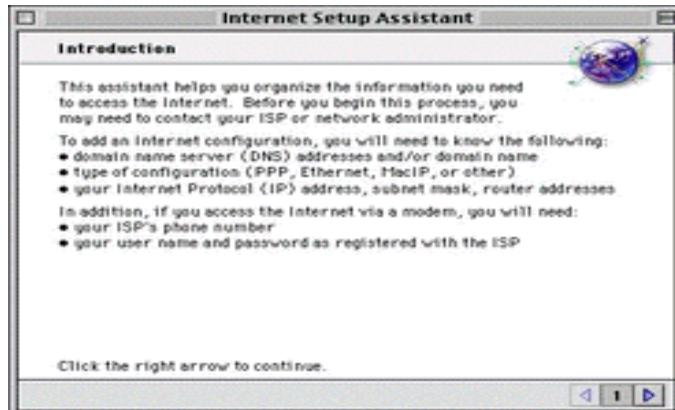 Internet Setup Assistant
Introduction
This assistant helps you organize the information you need
to access the Internet. Before you begin this process, you
may need to contact your ISP or network administrator.
To add an Internet configuration, you will need to know the following:
• domain name server (DNS) addresses and/or domain name
• type of configuration (PPP, Ethernet, MacIP, or other)
• your Internet Protocol (IP) address, subnet mask, router addresses
In addition, if you access the Internet via a modem, you will need:
• your ISP's phone number
• your user name and password as registered with the ISP
Click the right arrow to continue.
1